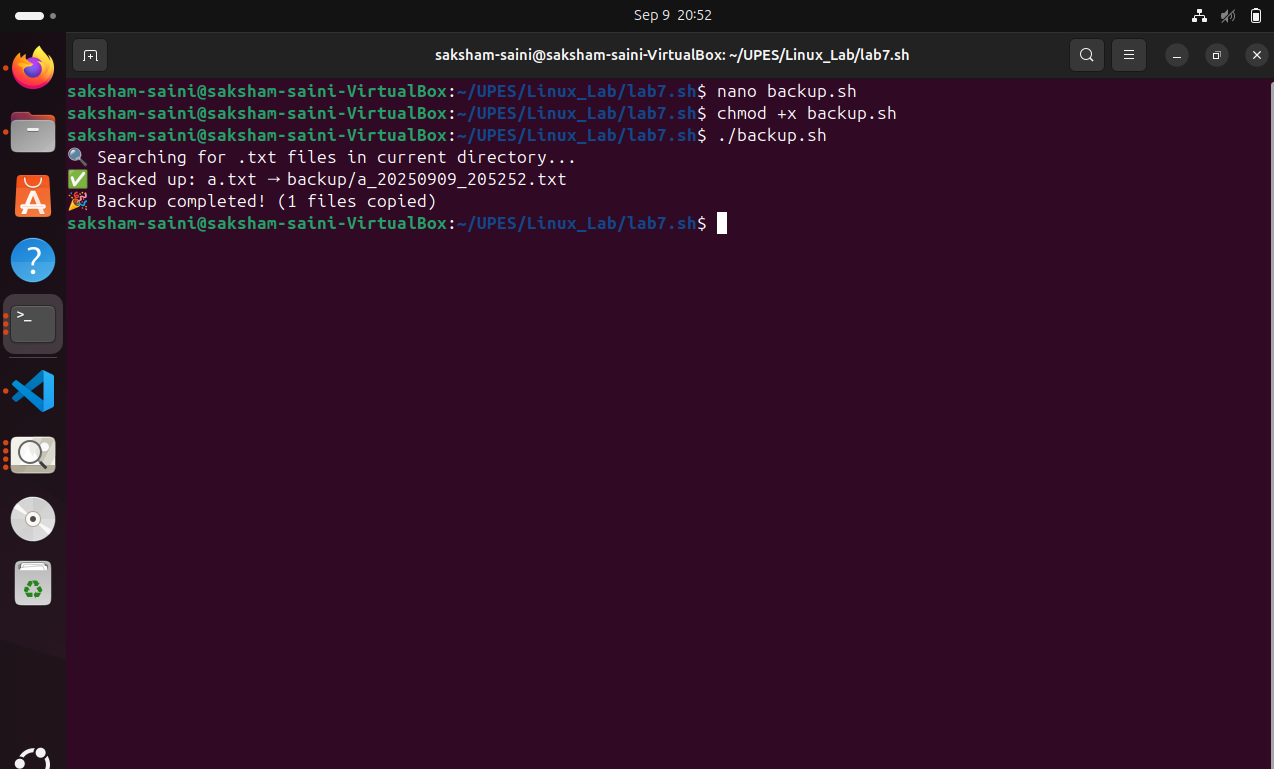 Sep 9 20:52
saksham-saini@saksham-saini-VirtualBox: ~/UPES/Linux_Lab/lab7.sh
saksham-saini@saksham-saini-VirtualBox:~/UPES/Linux_Lab/lab7.sh$ nano backup.sh
saksham-saini@saksham-saini-VirtualBox:~/UPES/Linux_Lab/lab7.sh$ chmod +x backup.sh
saksham-saini@saksham-saini-VirtualBox:~/UPES/Linux_Lab/lab7.sh$ ./backup.sh
🔍 Searching for .txt files in current directory...
✅ Backed up: a.txt → backup/a_20250909_205252.txt
🎉 Backup completed! (1 files copied)
saksham-saini@saksham-saini-VirtualBox:~/UPES/Linux_Lab/lab7.sh$